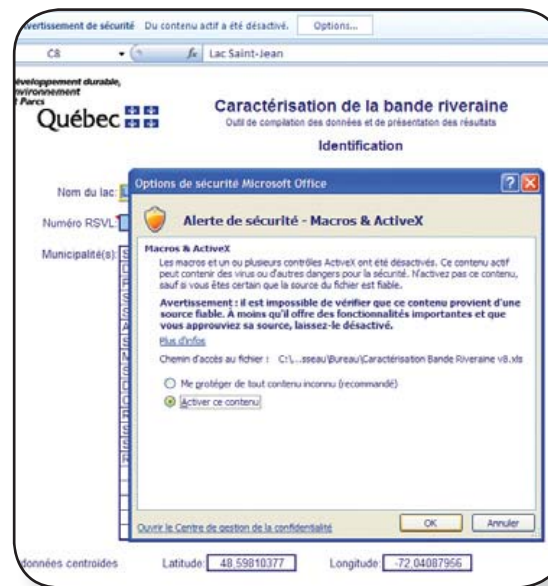 Avertissement de sécurité Du contenu actif a été désactivé. Options...
C8 fx Lac Saint-Jean
Développement durable,
Environnement
et Parcs
Québec
Caractérisation de la bande riveraine
Outil de compilation des données et de présentation des résultats
Identification
Nom du lac:
Numéro RSVL
Municipalité(s):
Options de sécurité Microsoft Office
Alerte de sécurité - Macros & ActiveX
Macros & ActiveX
Les macros et un ou plusieurs contrôles ActiveX ont été désactivés. Ce contenu actif
peut contenir des virus ou d'autres dangers pour la sécurité. N'activez pas ce contenu,
sauf si vous êtes certain que la source du fichier est fiable.
Avertissement : il est impossible de vérifier que ce contenu provient d'une
source fiable. À moins qu'il offre des fonctionnalités importantes et que
vous approuviez sa source, laissez-le désactivé.
Plus d'infos
Chemin d'accès au fichier : C:\...sseau\Bureau\Caractérisation Bande Riveraine v8.xls
Me protéger de tout contenu inconnu (recommandé)
Activer ce contenu
Ouvrir le Centre de gestion de la confidentialité
OK Annuler
données centroides Latitude: 48,59810377 Longitude: -72,04087956